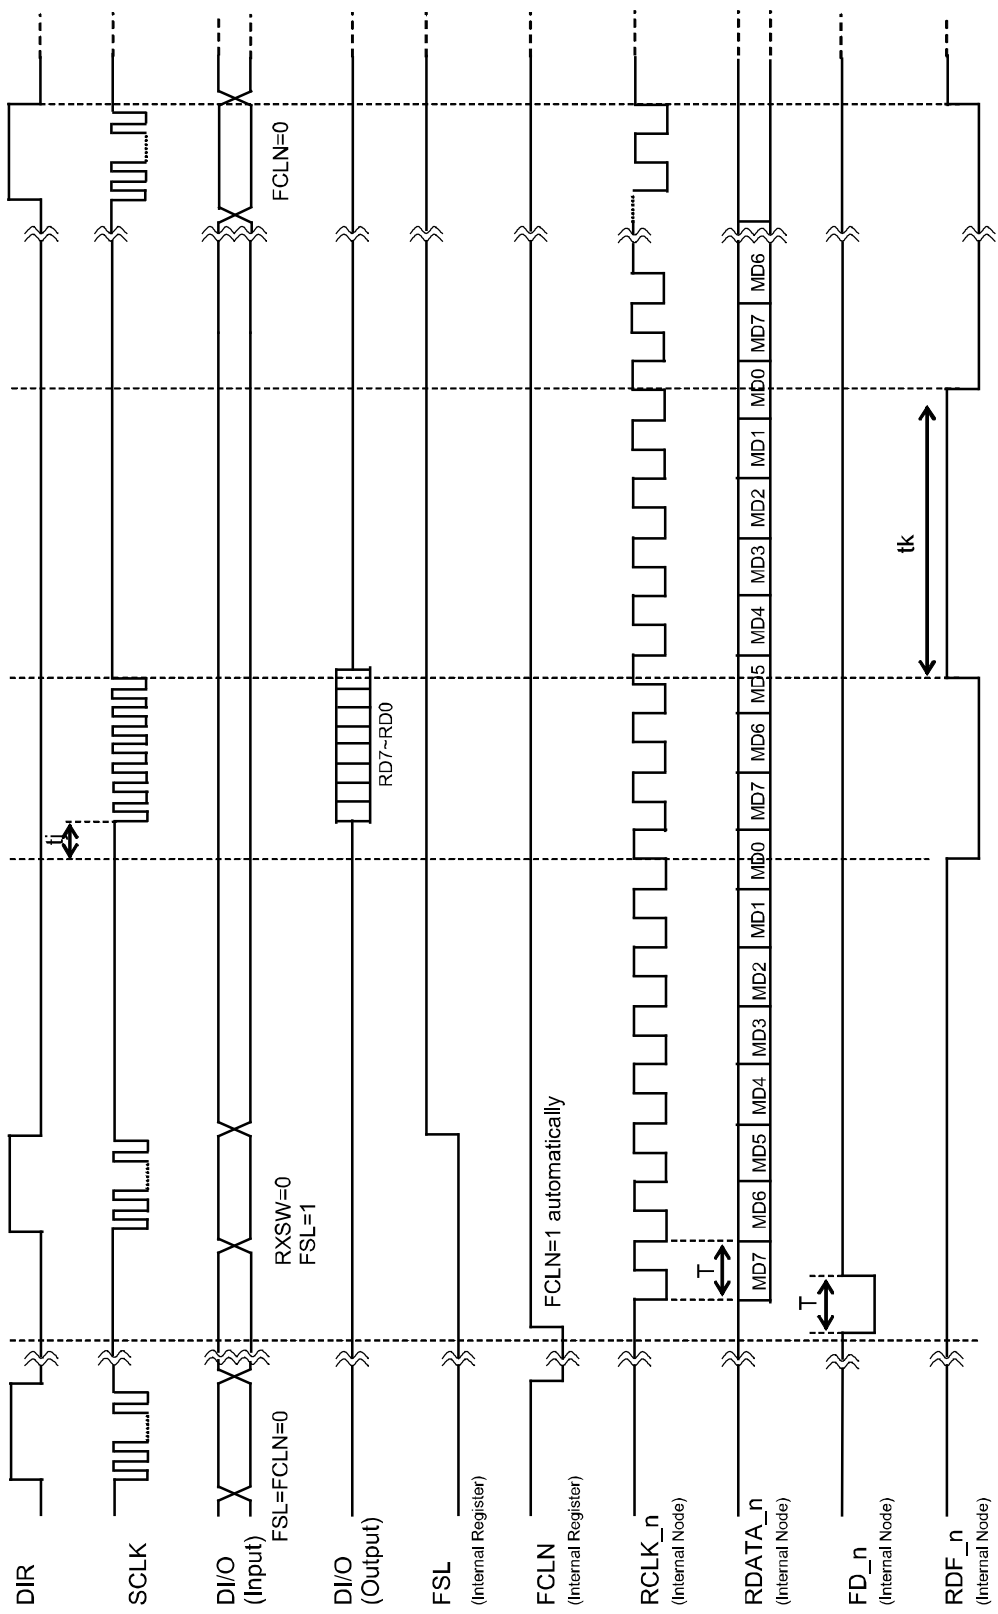 DIR
SCLK
DI/O
(Input)
FSL=FCLN=0
RXSW=0
FSL=1
FCLN=0
DI/O
(Output)
RD7~RD0
FSL
(Internal Register)
FCLN
(Internal Register)
FCLN=1 automatically
RCLK_n
(Internal Node)
T
RDATA_n
(Internal Node)
MD7 MD6 MD5 MD4 MD3 MD2 MD1 MD0 MD7 MD6 MD5 MD4 MD3 MD2 MD1 MD0 MD7 MD6
FD_n
(Internal Node)
T
RDF_n
(Internal Node)
tj
tk